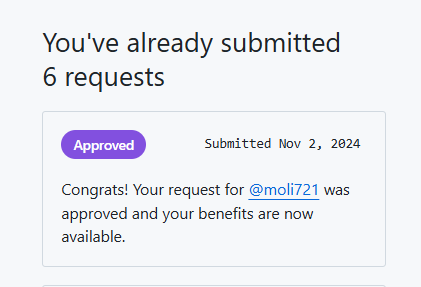 You've already submitted
6 requests
Approved
Submitted Nov 2, 2024
Congrats! Your request for @moli721 was
approved and your benefits are now
available.